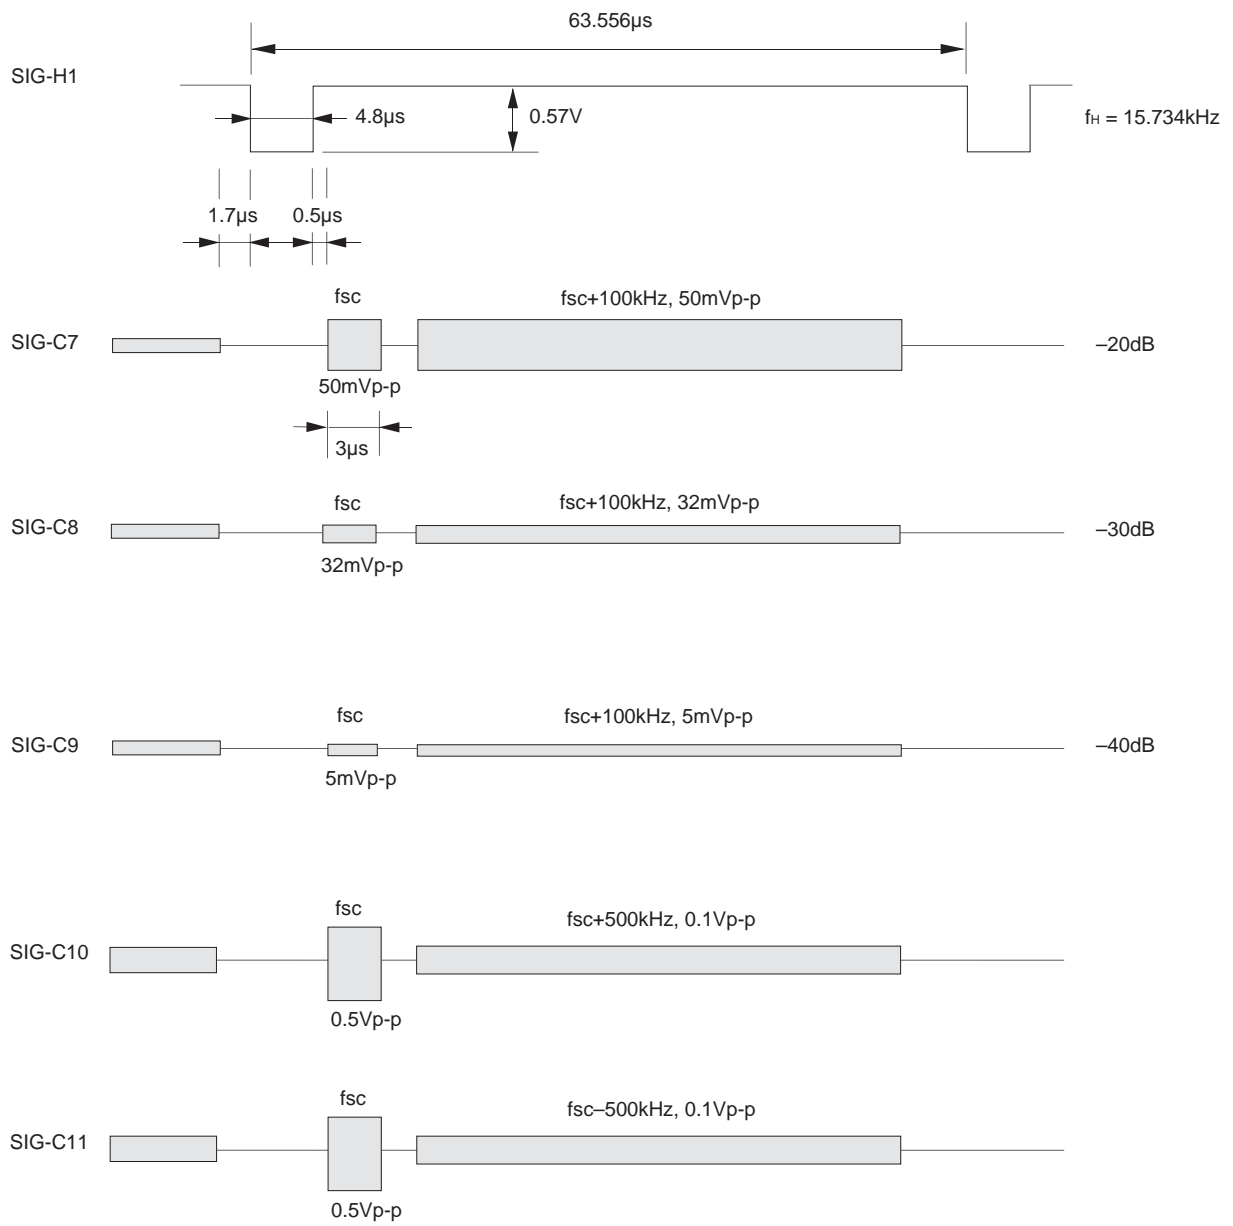 63.556µs
SIG-H1
4.8µs
0.57V
fH = 15.734kHz
1.7µs
0.5µs
fsc
fsc+100kHz, 50mVp-p
SIG-C7
–20dB
50mVp-p
3µs
fsc
fsc+100kHz, 32mVp-p
SIG-C8
–30dB
32mVp-p
fsc
fsc+100kHz, 5mVp-p
SIG-C9
–40dB
5mVp-p
fsc
fsc+500kHz, 0.1Vp-p
SIG-C10
0.5Vp-p
fsc
fsc–500kHz, 0.1Vp-p
SIG-C11
0.5Vp-p